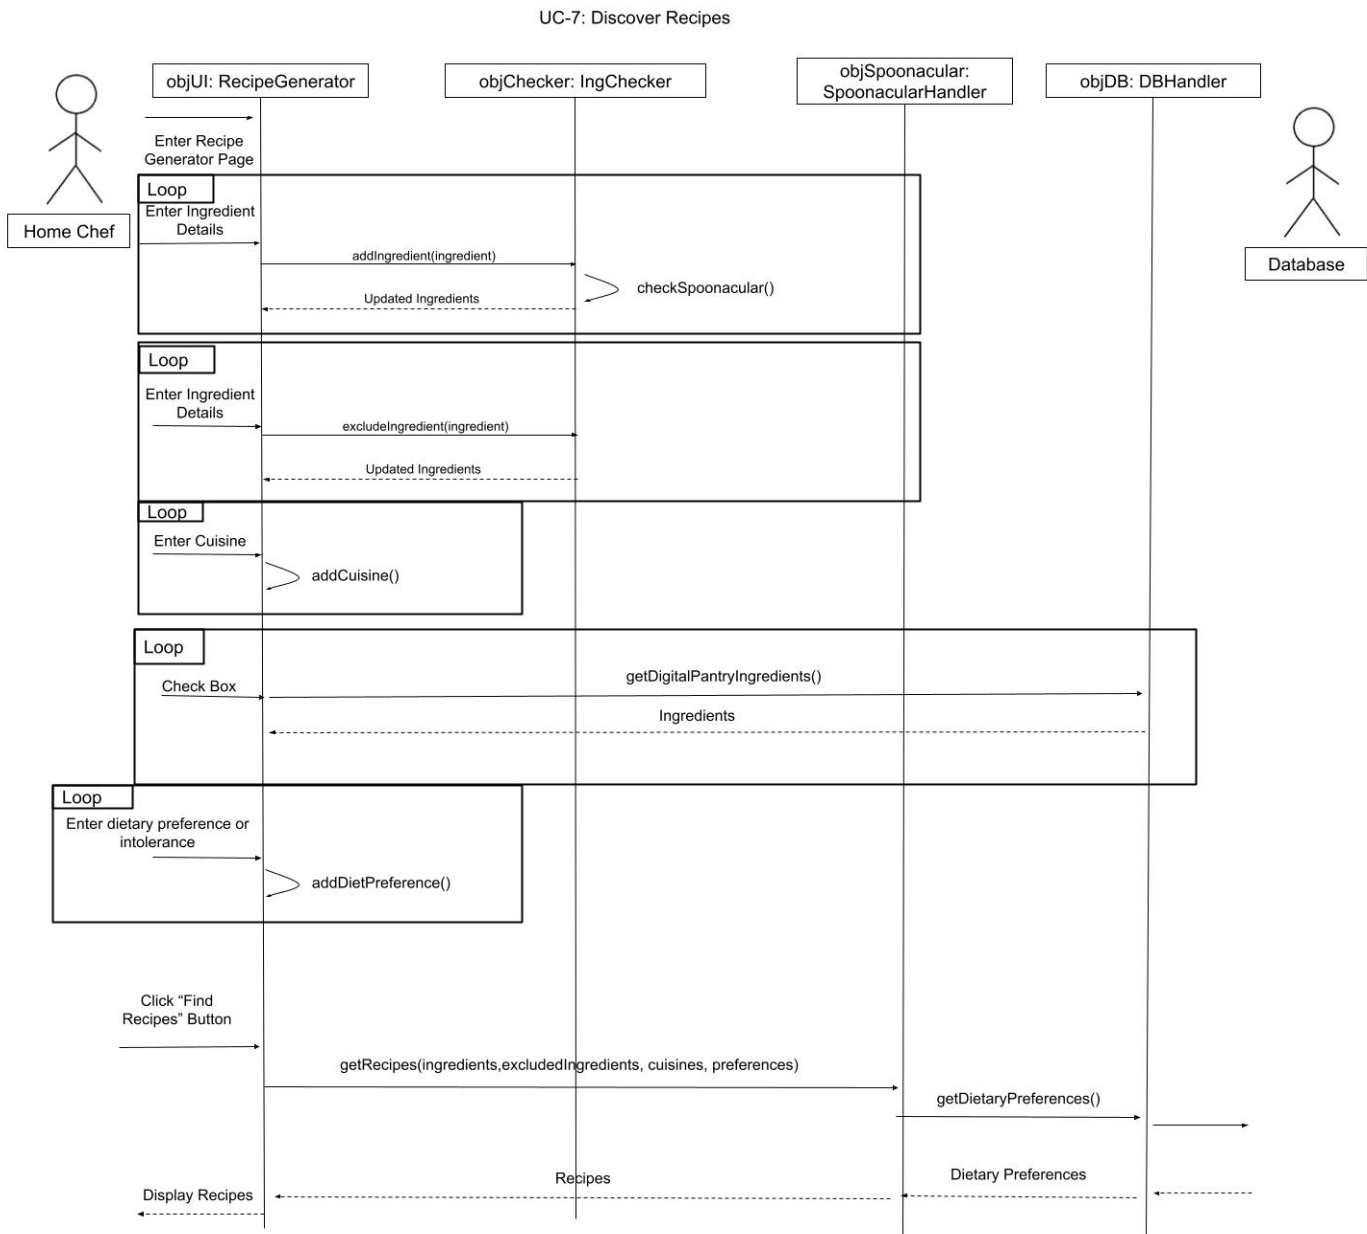 UC-7: Discover Recipes
objUI: RecipeGenerator
objChecker: IngChecker
objSpoonacular:
SpoonacularHandler
objDB: DBHandler
Home Chef
Database
Enter Recipe
Generator Page
Loop
Enter Ingredient
Details
addIngredient(ingredient)
checkSpoonacular()
Updated Ingredients
Loop
Enter Ingredient
Details
excludeIngredient(ingredient)
Updated Ingredients
Loop
Enter Cuisine
addCuisine()
Loop
Check Box
getDigitalPantryIngredients()
Ingredients
Loop
Enter dietary preference or
intolerance
addDietPreference()
Click “Find
Recipes” Button
getRecipes(ingredients,excludedIngredients, cuisines, preferences)
getDietaryPreferences()
Dietary Preferences
Recipes
Display Recipes